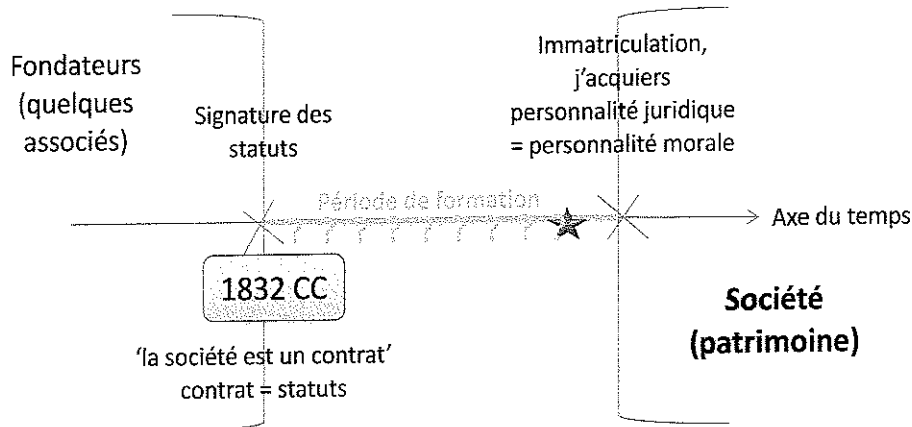 Fondateurs
(quelques
associés)
Signature des
statuts
Immatriculation,
j'acquiers
personnalité juridique
= personnalité morale
Période de formation
? ? ? ? ? ? ? ? ?
Axe du temps
1832 CC
'la société est un contrat'
contrat = statuts
Société
(patrimoine)